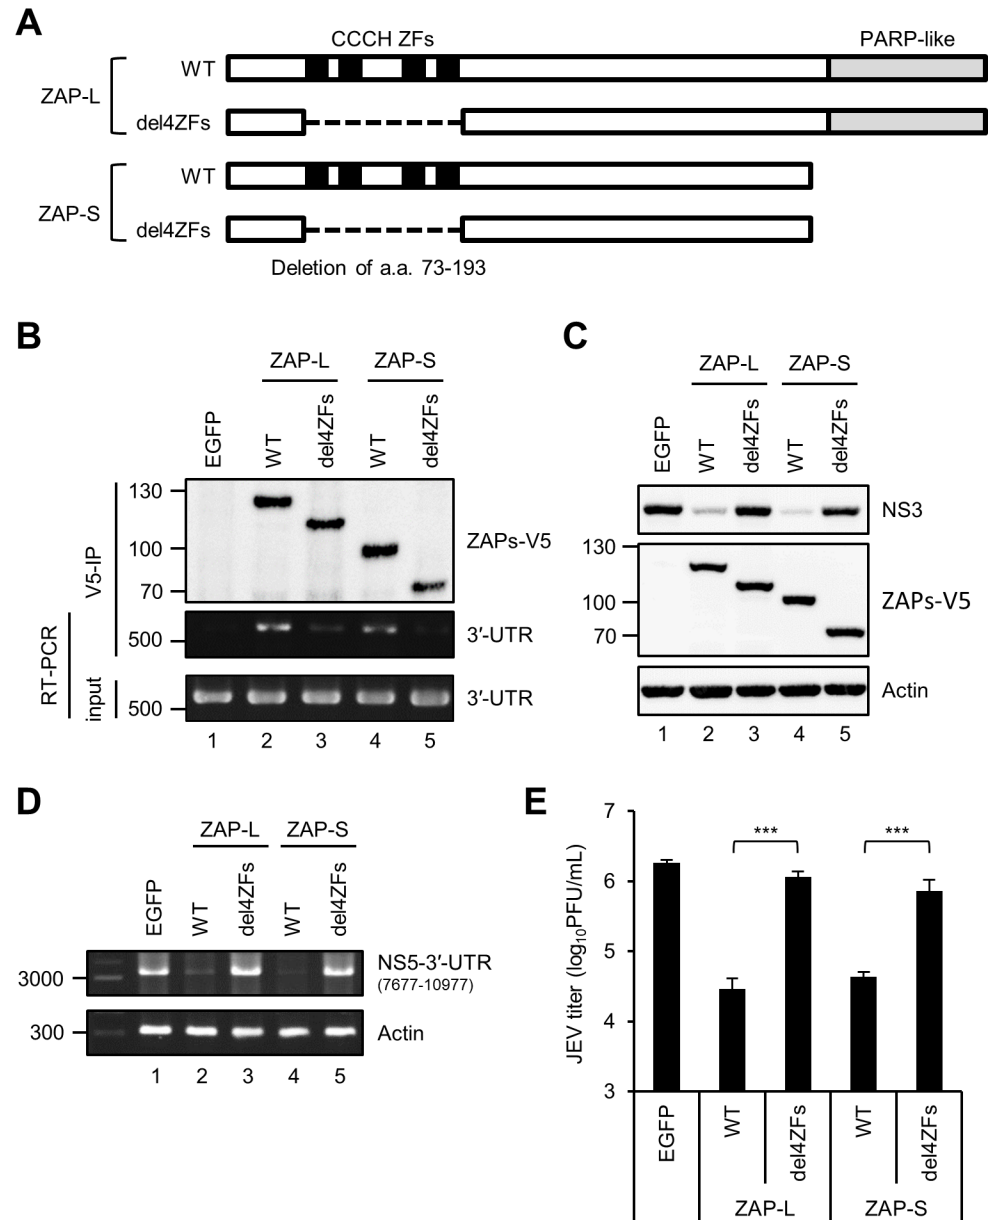 A
CCCH ZFs
PARP-like
ZAP-L
WT
del4ZFs
ZAP-S
WT
del4ZFs
Deletion of a.a. 73-193
B
ZAP-L
ZAP-S
EGFP
WT
del4ZFs
WT
del4ZFs
V5-IP
130
100
70
ZAPs-V5
RT-PCR
500
3′-UTR
input
500
3′-UTR
1 2 3 4 5
C
ZAP-L
ZAP-S
EGFP
WT
del4ZFs
WT
del4ZFs
NS3
130
100
70
ZAPs-V5
Actin
1 2 3 4 5
D
ZAP-L
ZAP-S
EGFP
WT
del4ZFs
WT
del4ZFs
3000
NS5-3′-UTR
(7677-10977)
300
Actin
1 2 3 4 5
E
JEV titer (log10PFU/mL)
7
6
5
4
3
***
***
EGFP
WT
del4ZFs
WT
del4ZFs
ZAP-L
ZAP-S